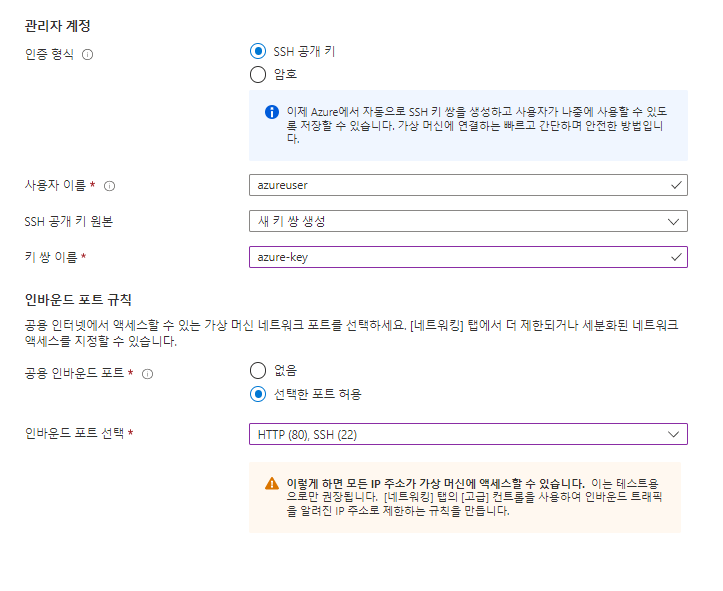 관리자 계정
인증 형식
SSH 공개 키
암호
이제 Azure에서 자동으로 SSH 키 쌍을 생성하고 사용자가 나중에 사용할 수 있도
록 저장할 수 있습니다. 가상 머신에 연결하는 빠르고 간단하며 안전한 방법입니
다.
사용자 이름 *
azureuser
SSH 공개 키 원본
새 키 쌍 생성
키 쌍 이름 *
azure-key
인바운드 포트 규칙
공용 인터넷에서 액세스할 수 있는 가상 머신 네트워크 포트를 선택하세요. [네트워킹] 탭에서 더 제한되거나 세분화된 네트워크
액세스를 지정할 수 있습니다.
공용 인바운드 포트 *
없음
선택한 포트 허용
인바운드 포트 선택 *
HTTP (80), SSH (22)
이렇게 하면 모든 IP 주소가 가상 머신에 액세스할 수 있습니다. 이는 테스트용
으로만 권장됩니다. [네트워킹] 탭의 [고급] 컨트롤을 사용하여 인바운드 트래픽
을 알려진 IP 주소로 제한하는 규칙을 만듭니다.